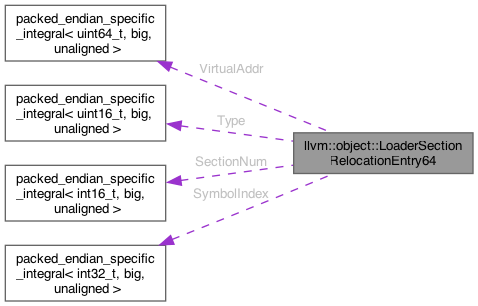 packed_endian_specific
_integral< uint64_t, big,
unaligned >
VirtualAddr
packed_endian_specific
_integral< uint16_t, big,
unaligned >
Type
llvm::object::LoaderSection
RelocationEntry64
SectionNum
packed_endian_specific
_integral< int16_t, big,
unaligned >
SymbolIndex
packed_endian_specific
_integral< int32_t, big,
unaligned >